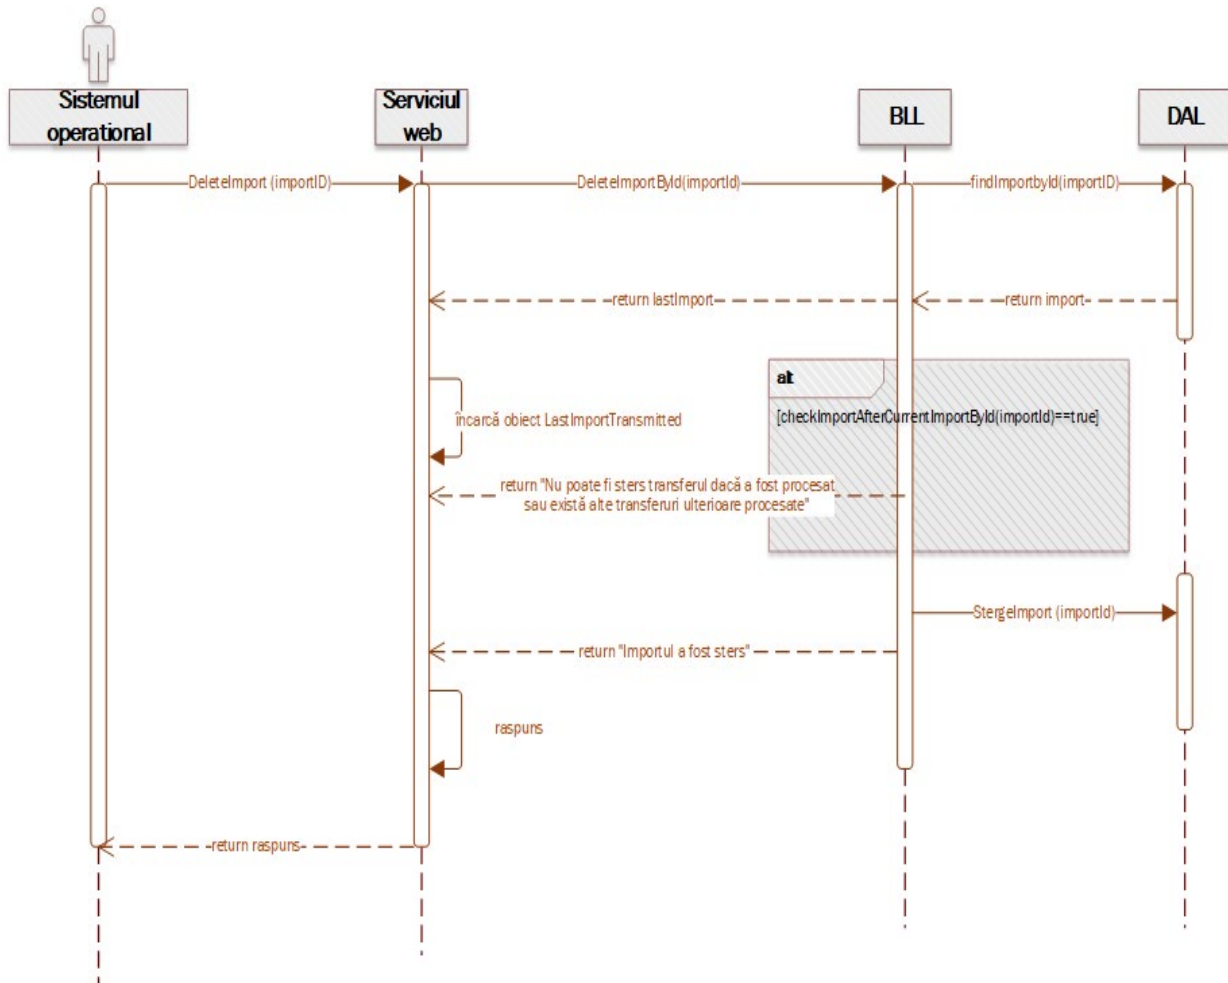 Sistemul
operational
Serviciul
web
BLL
DAL
DeleteImport (importID)
DeleteImportById(importId)
findImportbyId(importID)
return lastImport
return import
alt
[checkImportAfterCurrentImportById(importId)==true]
încarcă obiect LastImportTransmitted
return "Nu poate fi sters transferul dacă a fost procesat
sau există alte transferuri ulterioare procesate"
StergeImport (importId)
return "Importul a fost sters"
raspuns
return raspuns